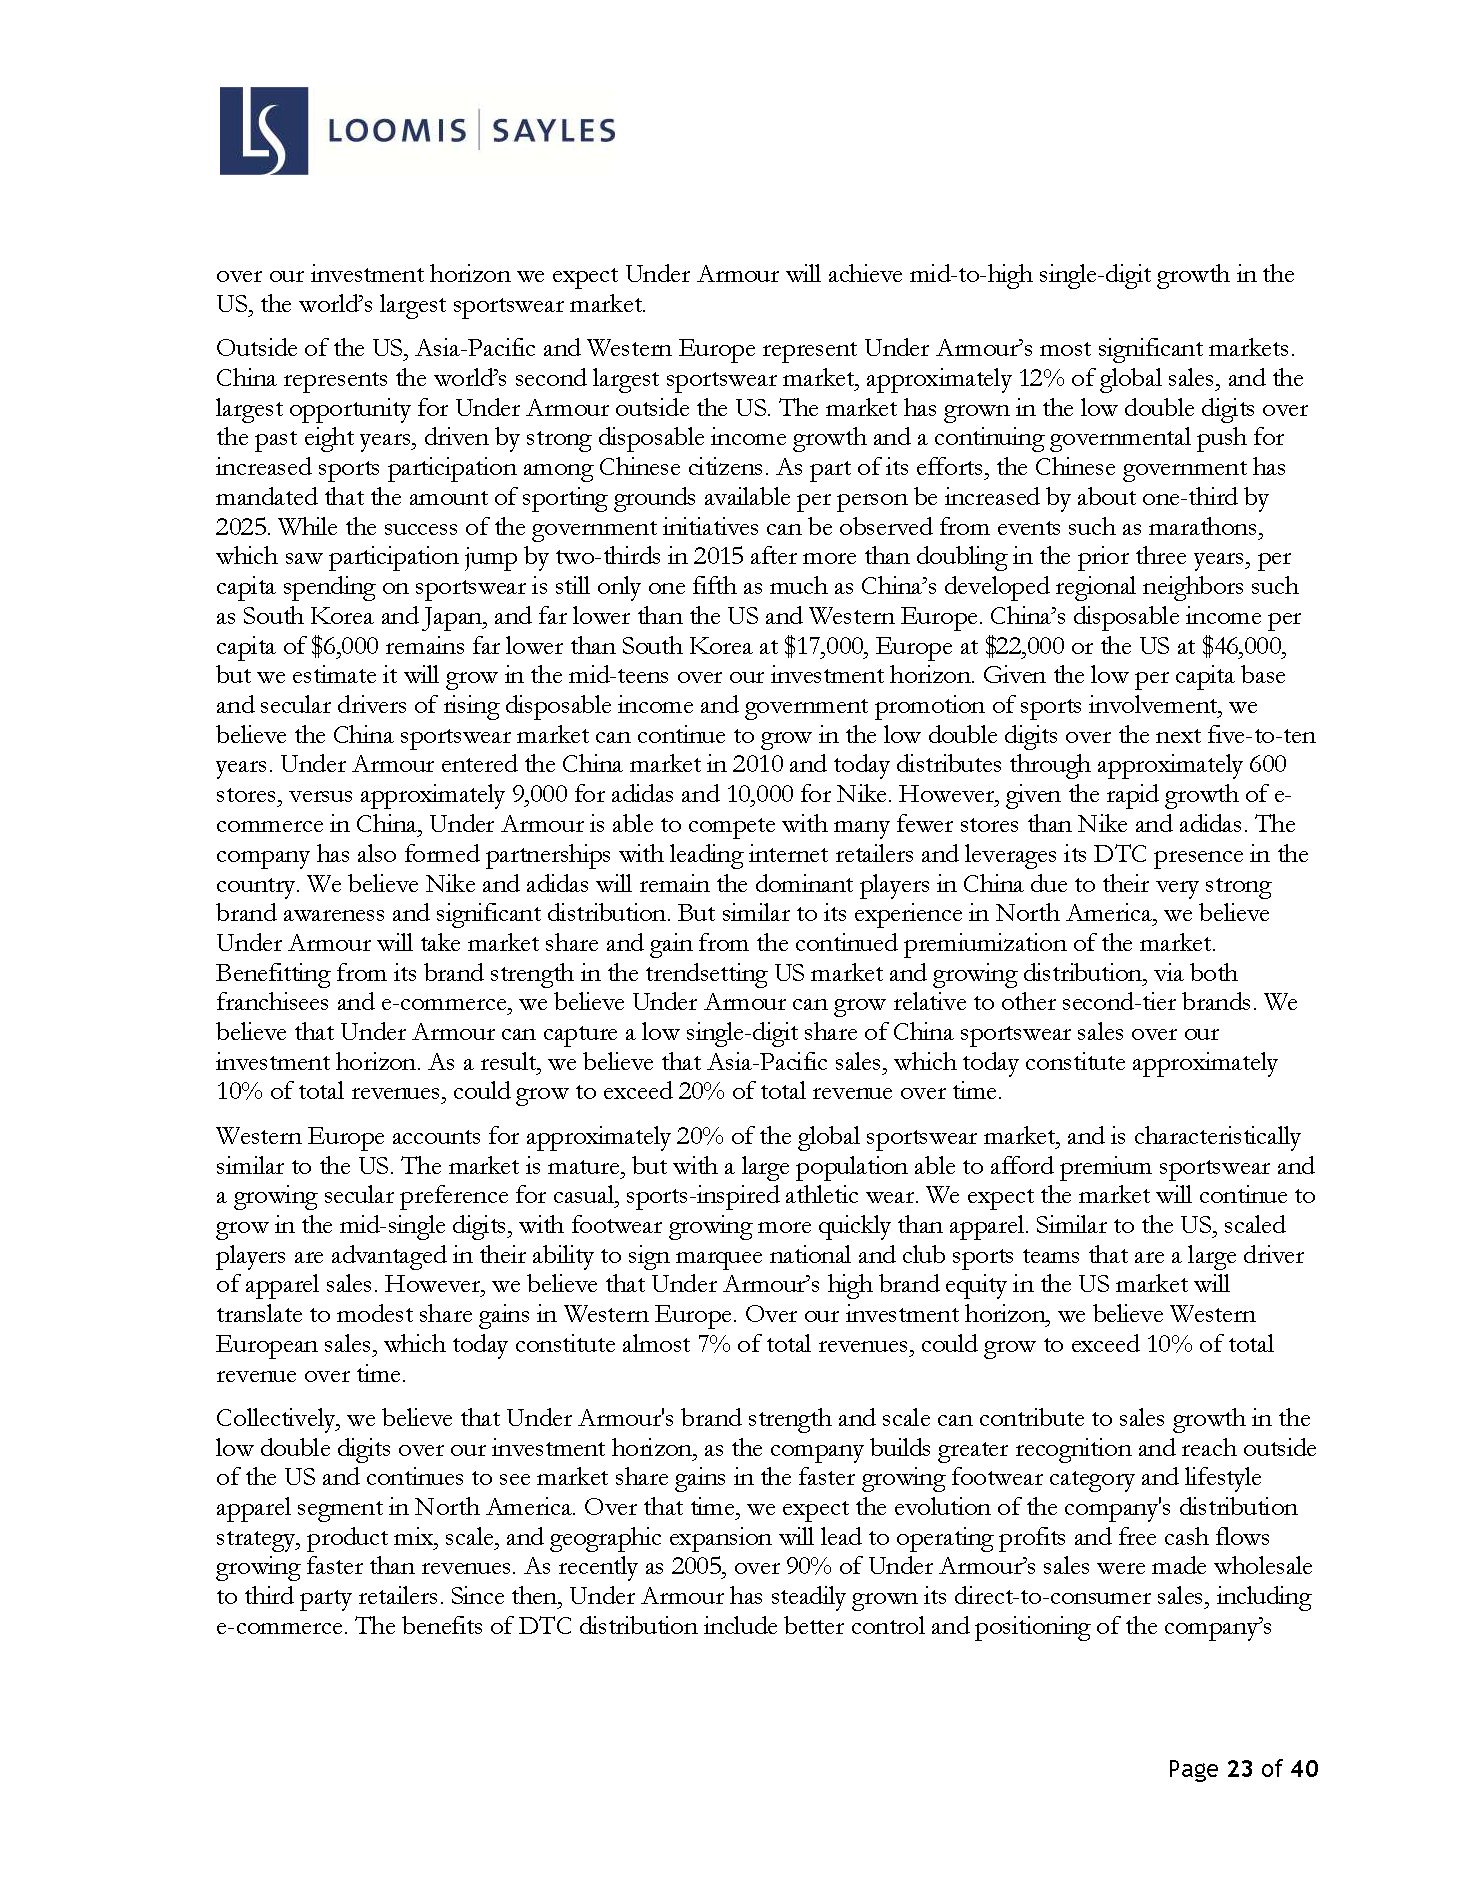 LS LOOMIS | SAYLES
over our investment horizon we expect Under Armour will achieve mid-to-high single-digit growth in the
US, the world’s largest sportswear market.
Outside of the US, Asia-Pacific and Western Europe represent Under Armour’s most significant markets.
China represents the world’s second largest sportswear market, approximately 12% of global sales, and the
largest opportunity for Under Armour outside the US. The market has grown in the low double digits over
the past eight years, driven by strong disposable income growth and a continuing governmental push for
increased sports participation among Chinese citizens. As part of its efforts, the Chinese government has
mandated that the amount of sporting grounds available per person be increased by about one-third by
2025. While the success of the government initiatives can be observed from events such as marathons,
which saw participation jump by two-thirds in 2015 after more than doubling in the prior three years, per
capita spending on sportswear is still only one fifth as much as China’s developed regional neighbors such
as South Korea and Japan, and far lower than the US and Western Europe. China’s disposable income per
capita of $6,000 remains far lower than South Korea at $17,000, Europe at $22,000 or the US at $46,000,
but we estimate it will grow in the mid-teens over our investment horizon. Given the low per capita base
and secular drivers of rising disposable income and government promotion of sports involvement, we
believe the China sportswear market can continue to grow in the low double digits over the next five-to-ten
years. Under Armour entered the China market in 2010 and today distributes through approximately 600
stores, versus approximately 9,000 for adidas and 10,000 for Nike. However, given the rapid growth of e-
commerce in China, Under Armour is able to compete with many fewer stores than Nike and adidas. The
company has also formed partnerships with leading internet retailers and leverages its DTC presence in the
country. We believe Nike and adidas will remain the dominant players in China due to their very strong
brand awareness and significant distribution. But similar to its experience in North America, we believe
Under Armour will take market share and gain from the continued premiumization of the market.
Benefitting from its brand strength in the trendsetting US market and growing distribution, via both
franchisees and e-commerce, we believe Under Armour can grow relative to other second-tier brands. We
believe that Under Armour can capture a low single-digit share of China sportswear sales over our
investment horizon. As a result, we believe that Asia-Pacific sales, which today constitute approximately
10% of total revenues, could grow to exceed 20% of total revenue over time.
Western Europe accounts for approximately 20% of the global sportswear market, and is characteristically
similar to the US. The market is mature, but with a large population able to afford premium sportswear and
a growing secular preference for casual, sports-inspired athletic wear. We expect the market will continue to
grow in the mid-single digits, with footwear growing more quickly than apparel. Similar to the US, scaled
players are advantaged in their ability to sign marquee national and club sports teams that are a large driver
of apparel sales. However, we believe that Under Armour’s high brand equity in the US market will
translate to modest share gains in Western Europe. Over our investment horizon, we believe Western
European sales, which today constitute almost 7% of total revenues, could grow to exceed 10% of total
revenue over time.
Collectively, we believe that Under Armour's brand strength and scale can contribute to sales growth in the
low double digits over our investment horizon, as the company builds greater recognition and reach outside
of the US and continues to see market share gains in the faster growing footwear category and lifestyle
apparel segment in North America. Over that time, we expect the evolution of the company's distribution
strategy, product mix, scale, and geographic expansion will lead to operating profits and free cash flows
growing faster than revenues. As recently as 2005, over 90% of Under Armour’s sales were made wholesale
to third party retailers. Since then, Under Armour has steadily grown its direct-to-consumer sales, including
e-commerce. The benefits of DTC distribution include better control and positioning of the company’s
Page 23 of 40